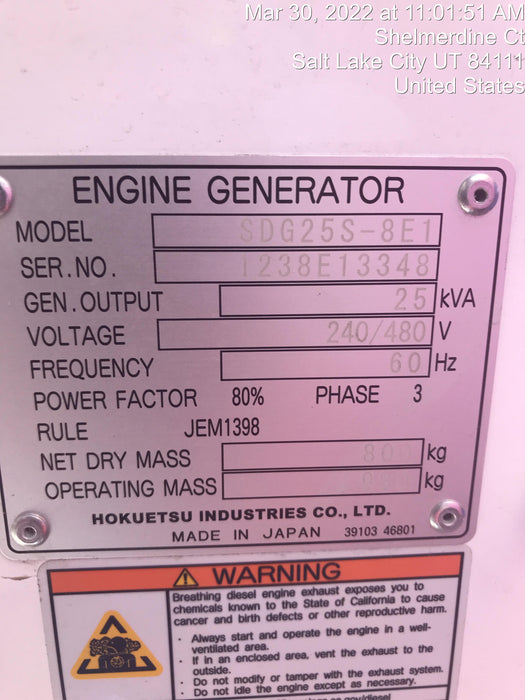 Mar 30, 2022 at 11:01:51 AM
Shelmerdine Ct
Salt Lake City UT 84111
United States
ENGINE GENERATOR
MODEL SDG25S-8E1
SER.NO. 1238E13348
GEN.OUTPUT 25 kVA
VOLTAGE 240/480 V
FREQUENCY 60 Hz
POWER FACTOR 80% PHASE 3
RULE JEM1398
NET DRY MASS kg
OPERATING MASS kg
HOKUETSU INDUSTRIES CO., LTD.
MADE IN JAPAN 39103 46801
WARNING
Breathing diesel engine exhaust exposes you to
chemicals known to the State of California to cause
cancer and birth defects or other reproductive harm.
· Always start and operate the engine in a well-
ventilated area.
· If in an enclosed area, vent the exhaust to the
outside.
· Do not modify or tamper with the exhaust system.
· Do not idle the engine except as necessary.